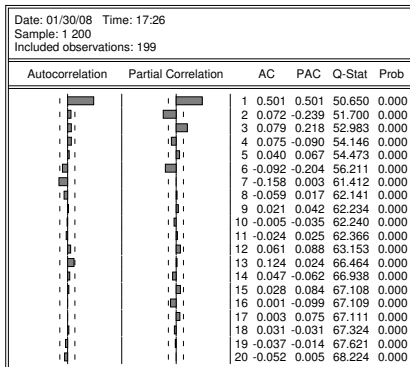 Date: 01/30/08 Time: 17:26
Sample: 1 200
Included observations: 199
Autocorrelation Partial Correlation AC PAC Q-Stat Prob
1 0.501 0.501 50.650 0.000
2 0.072 -0.239 51.700 0.000
3 0.079 0.218 52.983 0.000
4 0.075 -0.090 54.146 0.000
5 0.040 0.067 54.473 0.000
6 -0.092 -0.204 56.211 0.000
7 -0.158 0.003 61.412 0.000
8 -0.059 0.017 62.141 0.000
9 0.021 0.042 62.234 0.000
10 -0.005 -0.035 62.240 0.000
11 -0.024 0.025 62.366 0.000
12 0.061 0.088 63.153 0.000
13 0.124 0.024 66.464 0.000
14 0.047 -0.062 66.938 0.000
15 0.028 0.084 67.108 0.000
16 0.001 -0.099 67.109 0.000
17 0.003 0.075 67.111 0.000
18 0.031 -0.031 67.324 0.000
19 -0.037 -0.014 67.621 0.000
20 -0.052 0.005 68.224 0.000